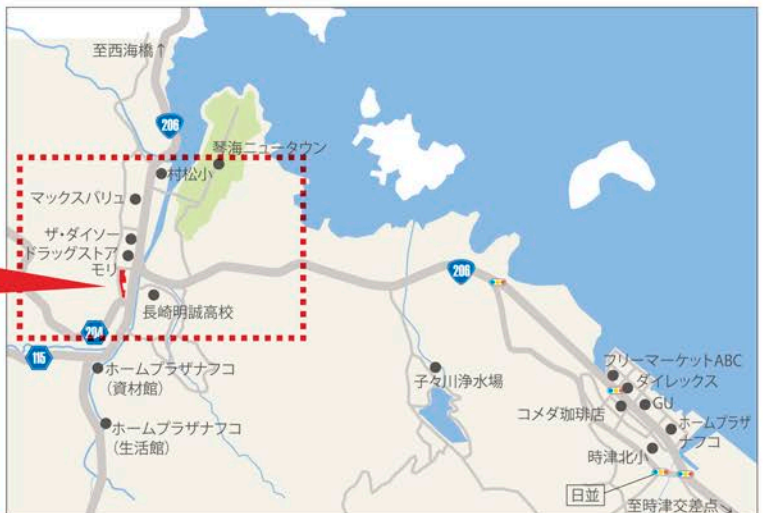 至西海橋↑
206
琴海ニュータウン
村松小
マックスバリュ
ザ・ダイソー
ドラッグストア
モリ
長崎明誠高校
204
115
ホームプラザナフコ
(資材館)
ホームプラザナフコ
(生活館)
206
子々川浄水場
フリーマーケットABC
ダイレックス
GU
コメダ珈琲店
ホームプラザ
ナフコ
時津北小
日並
至時津交差点↘